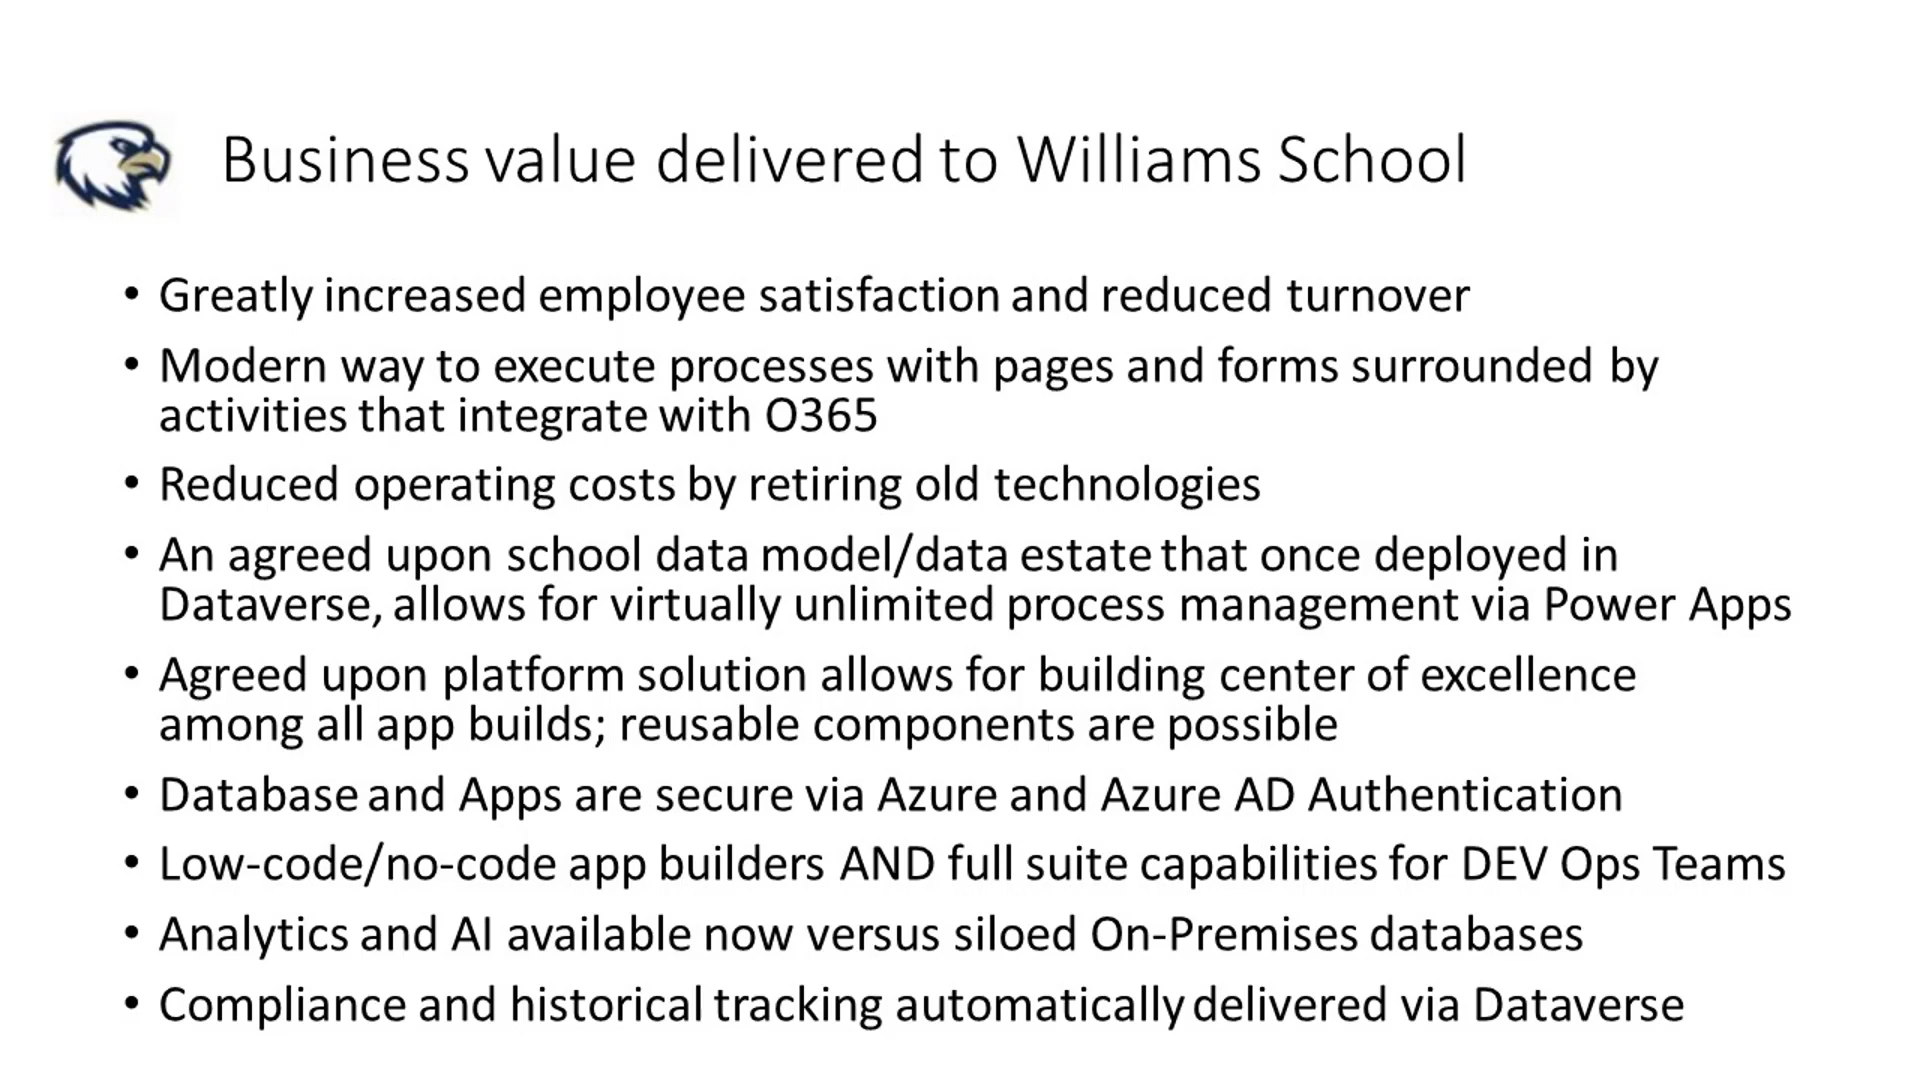 Business value delivered to Williams School
• Greatly increased employee satisfaction and reduced turnover
• Modern way to execute processes with pages and forms surrounded by
activities that integrate with O365
• Reduced operating costs by retiring old technologies
• An agreed upon school data model/data estate that once deployed in
Dataverse, allows for virtually unlimited process management via Power Apps
• Agreed upon platform solution allows for building center of excellence
among all app builds; reusable components are possible
• Database and Apps are secure via Azure and Azure AD Authentication
• Low-code/no-code app builders AND full suite capabilities for DEV Ops Teams
• Analytics and AI available now versus siloed On-Premises databases
• Compliance and historical tracking automatically delivered via Dataverse